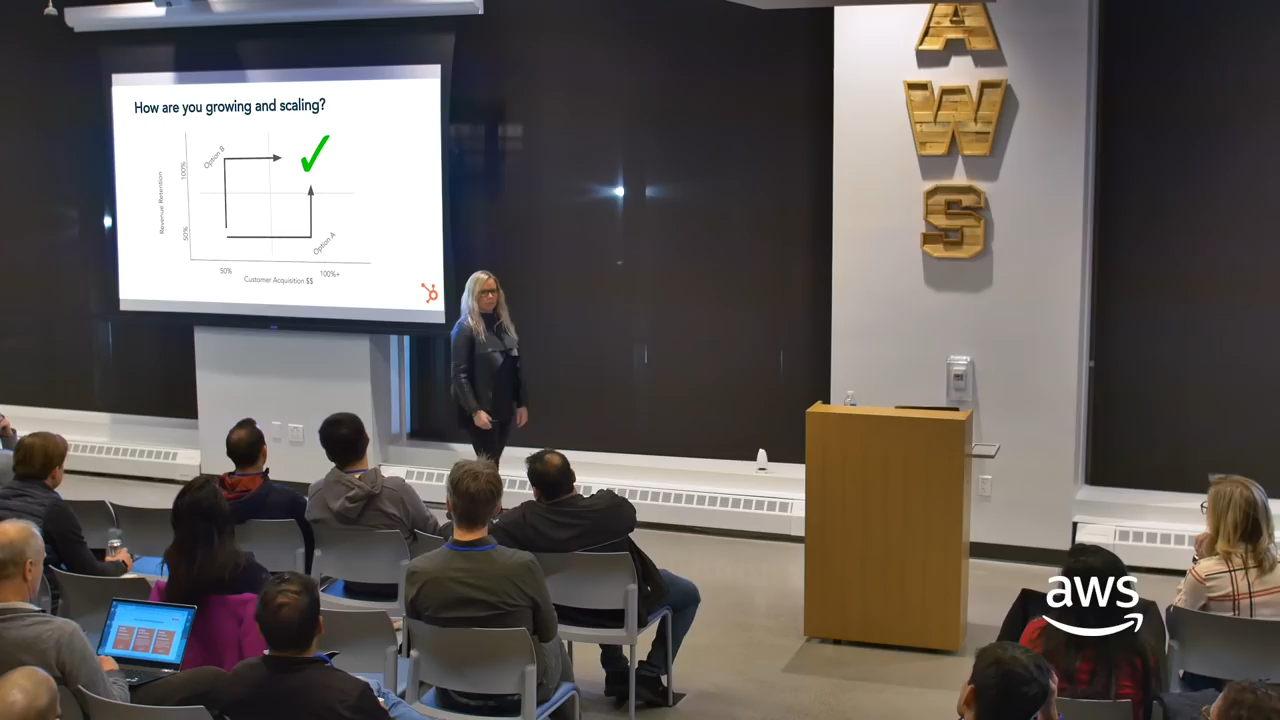 How are you growing and scaling?
Option B
100%
Revenue Retention
50%
Option A
50%
100%+
Customer Acquisition $$
A
W
S
aws